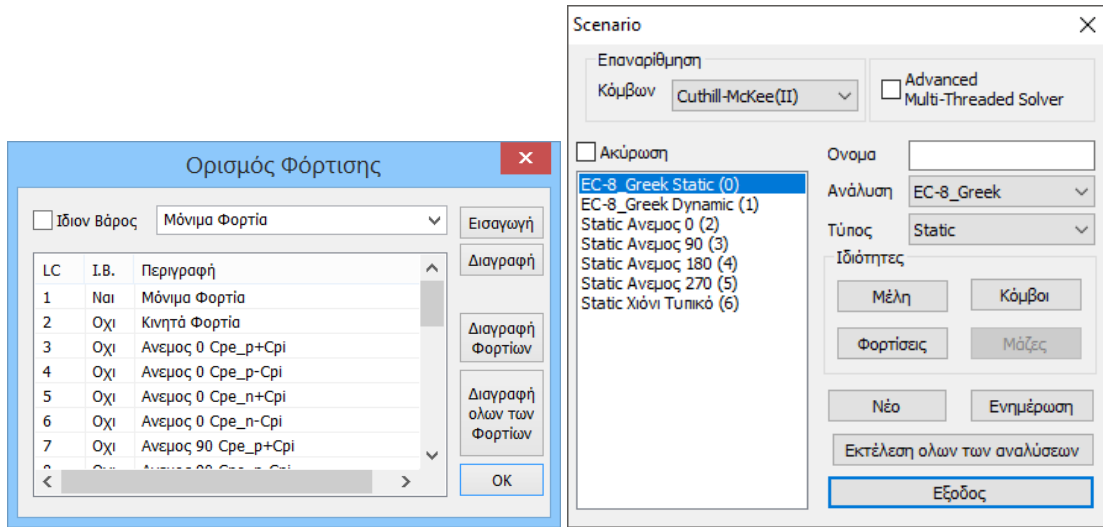 Ορισμός Φόρτισης
Ιδιον Βάρος
Μόνιμα Φορτία
Εισαγωγή
Διαγραφή
Διαγραφή
Φορτίων
Διαγραφή
ολων των
Φορτίων
OK
LC Ι.Β. Περιγραφή
1 Ναι Μόνιμα Φορτία
2 Οχι Κινητά Φορτία
3 Οχι Ανεμος 0 Cpe_p+Cpi
4 Οχι Ανεμος 0 Cpe_p-Cpi
5 Οχι Ανεμος 0 Cpe_n+Cpi
6 Οχι Ανεμος 0 Cpe_n-Cpi
7 Οχι Ανεμος 90 Cpe_p+Cpi
Scenario
Επαναρίθμηση
Κόμβων
Cuthill-McKee(II)
Advanced
Multi-Threaded Solver
Ακύρωση
EC-8_Greek Static (0)
EC-8_Greek Dynamic (1)
Static Ανεμος 0 (2)
Static Ανεμος 90 (3)
Static Ανεμος 180 (4)
Static Ανεμος 270 (5)
Static Χιόνι Τυπικό (6)
Ονομα
Ανάλυση EC-8_Greek
Τύπος Static
Ιδιότητες
Μέλη Κόμβοι
Φορτίσεις Μάζες
Νέο Ενημέρωση
Εκτέλεση ολων των αναλύσεων
Εξοδος